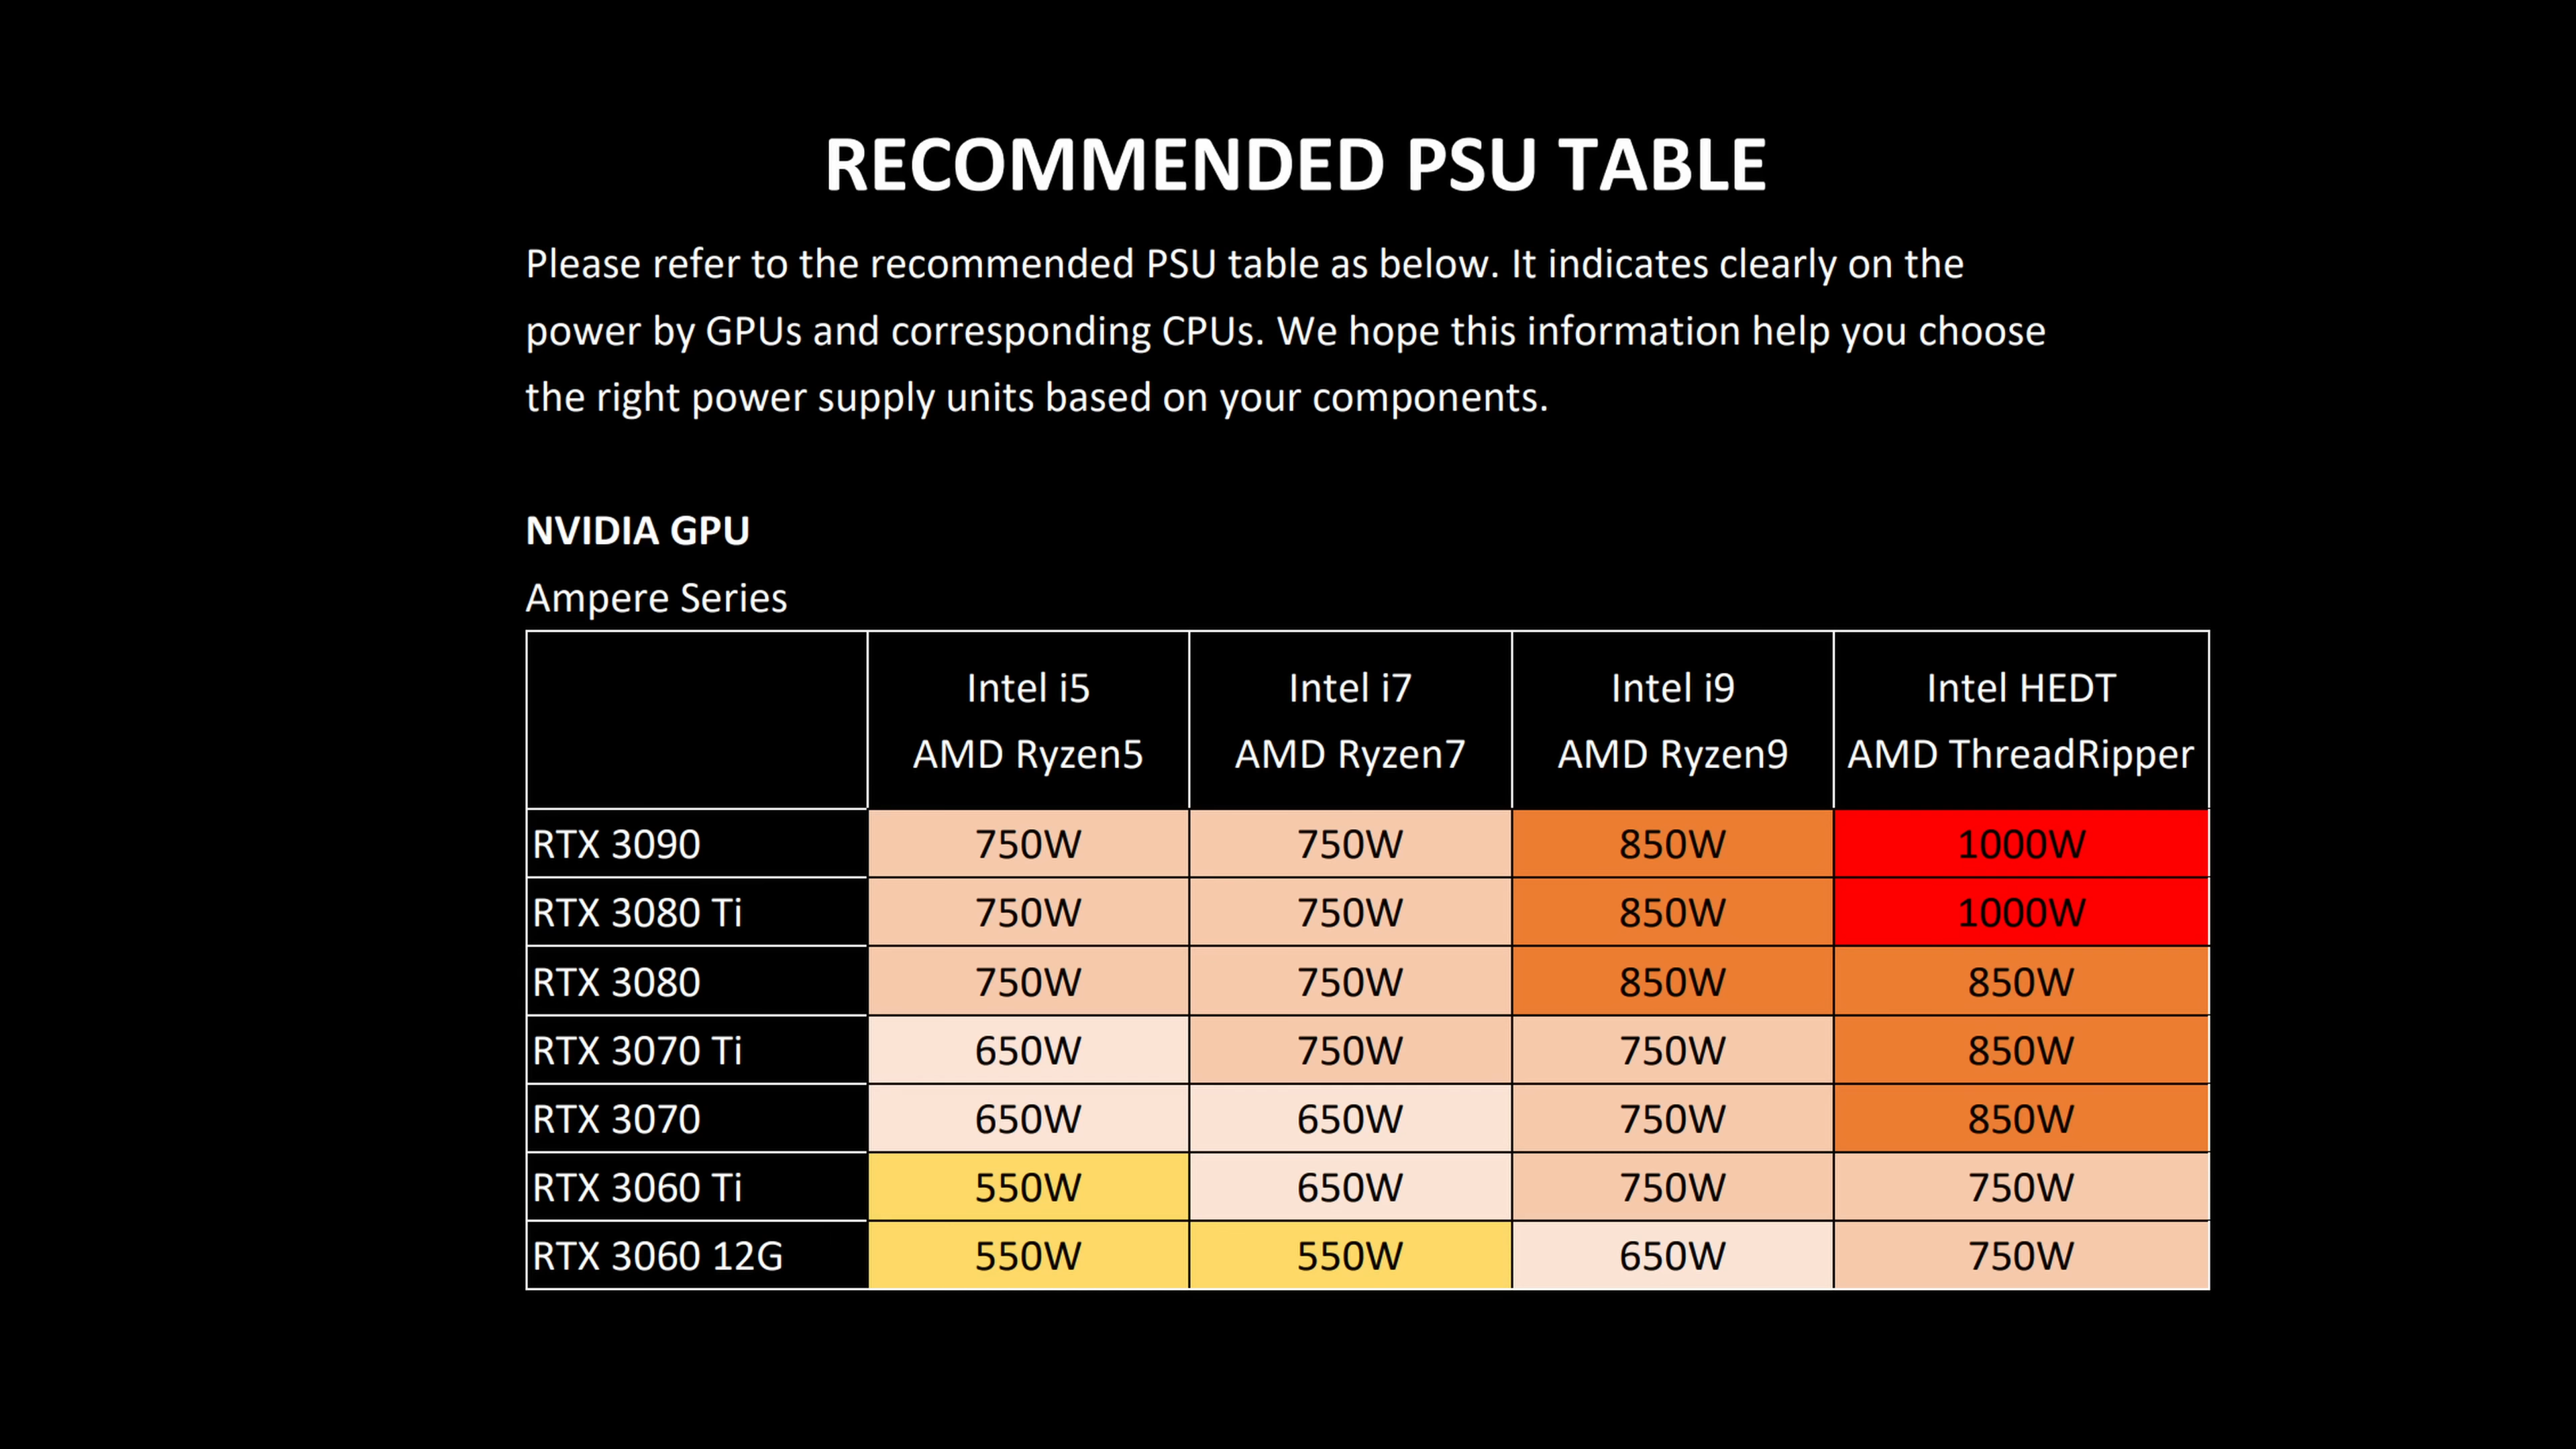 RECOMMENDED PSU TABLE
Please refer to the recommended PSU table as below. It indicates clearly on the
power by GPUs and corresponding CPUs. We hope this information help you choose
the right power supply units based on your components.
NVIDIA GPU
Ampere Series
Intel i5 Intel i7 Intel i9 Intel HEDT
AMD Ryzen5 AMD Ryzen7 AMD Ryzen9 AMD ThreadRipper
RTX 3090 750W 750W 850W 1000W
RTX 3080 Ti 750W 750W 850W 1000W
RTX 3080 750W 750W 850W 850W
RTX 3070 Ti 650W 750W 750W 850W
RTX 3070 650W 650W 750W 850W
RTX 3060 Ti 550W 650W 750W 750W
RTX 3060 12G 550W 550W 650W 750W